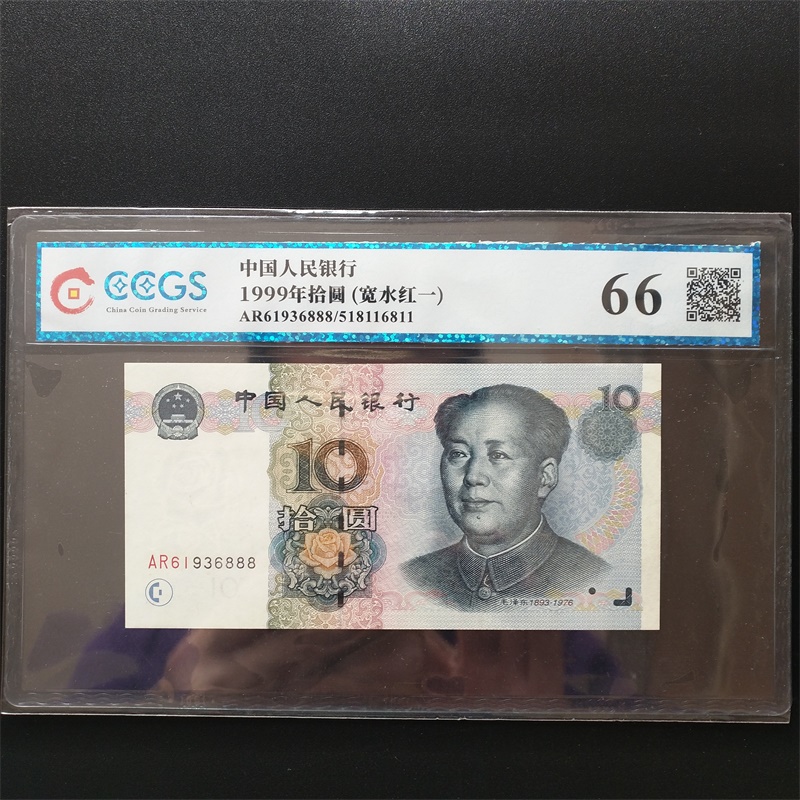 CCGS
China Coin Grading Service
中国人民银行
1999年拾圆 (宽水红一)
AR61936888/518116811
66
中国人民银行
10
10
拾圆
AR61936888
毛泽东1893-1976